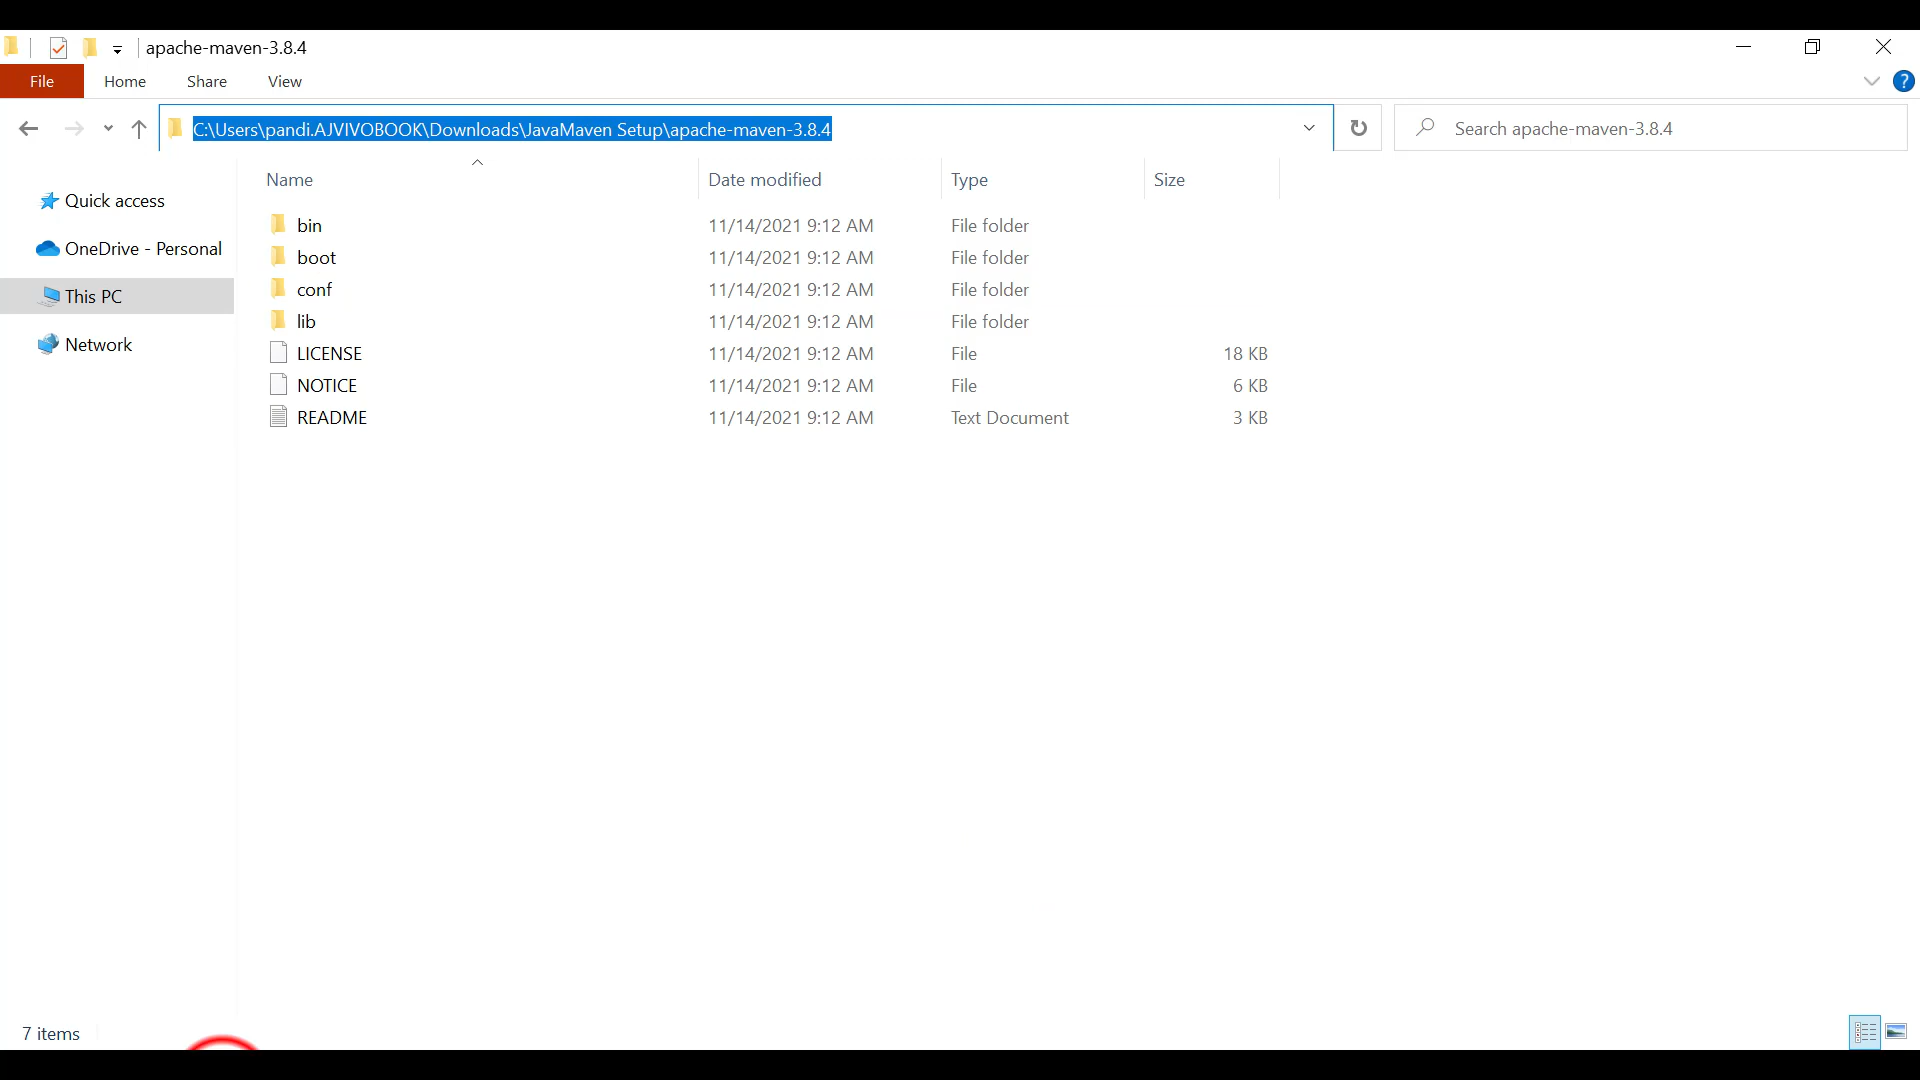 apache-maven-3.8.4
File Home Share View
?
C:\Users\pandi.AJVIVOBOOK\Downloads\JavaMaven Setup\apache-maven-3.8.4
Search apache-maven-3.8.4
Name Date modified Type Size
Quick access
OneDrive - Personal
This PC
Network
bin 11/14/2021 9:12 AM File folder
boot 11/14/2021 9:12 AM File folder
conf 11/14/2021 9:12 AM File folder
lib 11/14/2021 9:12 AM File folder
LICENSE 11/14/2021 9:12 AM File 18 KB
NOTICE 11/14/2021 9:12 AM File 6 KB
README 11/14/2021 9:12 AM Text Document 3 KB
7 items